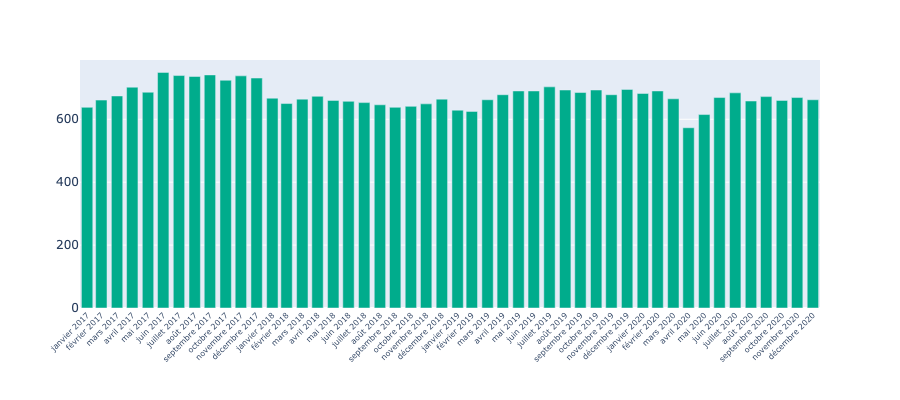 600
400
200
0
janvier 2017
février 2017
mars 2017
avril 2017
mai 2017
juin 2017
juillet 2017
août 2017
septembre 2017
octobre 2017
novembre 2017
décembre 2017
janvier 2018
février 2018
mars 2018
avril 2018
mai 2018
juin 2018
juillet 2018
août 2018
septembre 2018
octobre 2018
novembre 2018
décembre 2018
janvier 2019
février 2019
mars 2019
avril 2019
mai 2019
juin 2019
juillet 2019
août 2019
septembre 2019
octobre 2019
novembre 2019
décembre 2019
janvier 2020
février 2020
mars 2020
avril 2020
mai 2020
juin 2020
juillet 2020
août 2020
septembre 2020
octobre 2020
novembre 2020
décembre 2020